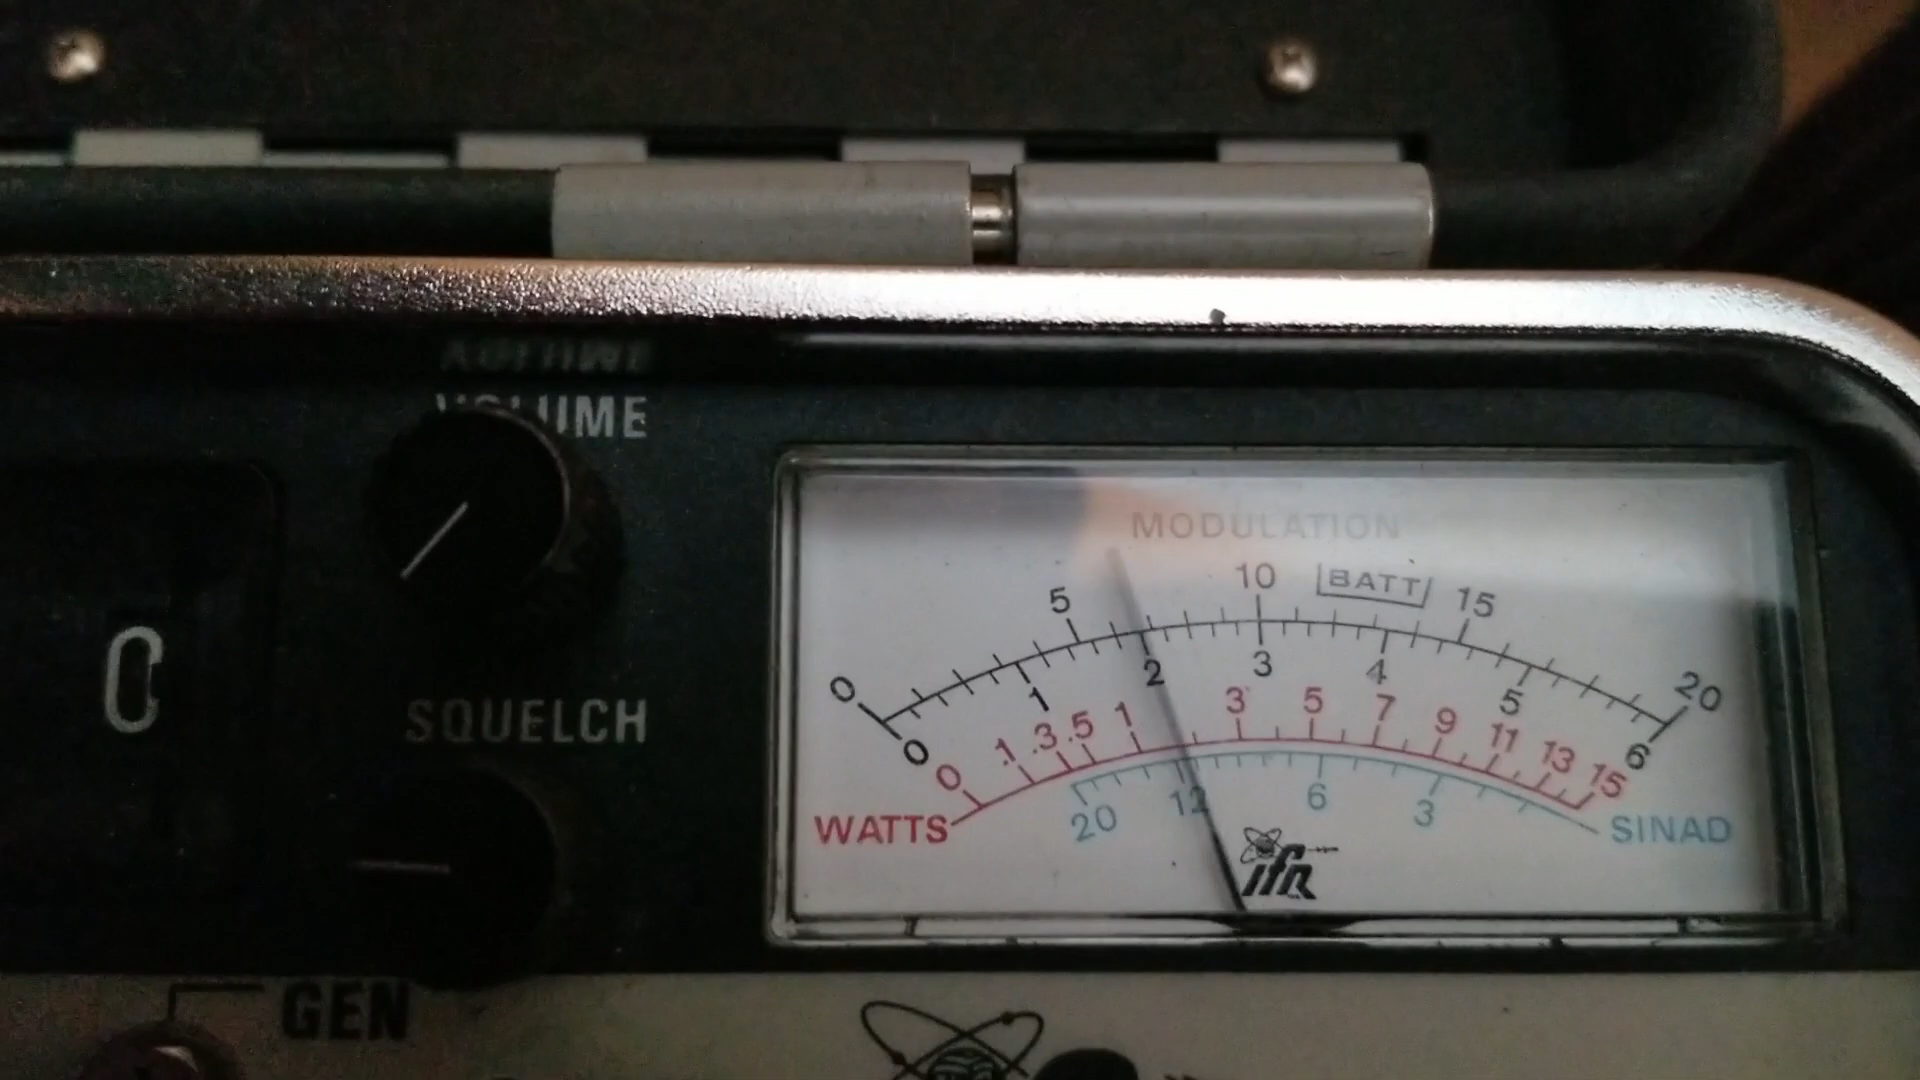 VOLUME
MODULATION
5 10 BATT 15
0 20
1 2 3 4 5
0 6
0 .1 .3 .5 1 3 5 7 9 11 13 15
WATTS
20 12 6 3
SINAD
ifr
0
SQUELCH
GEN